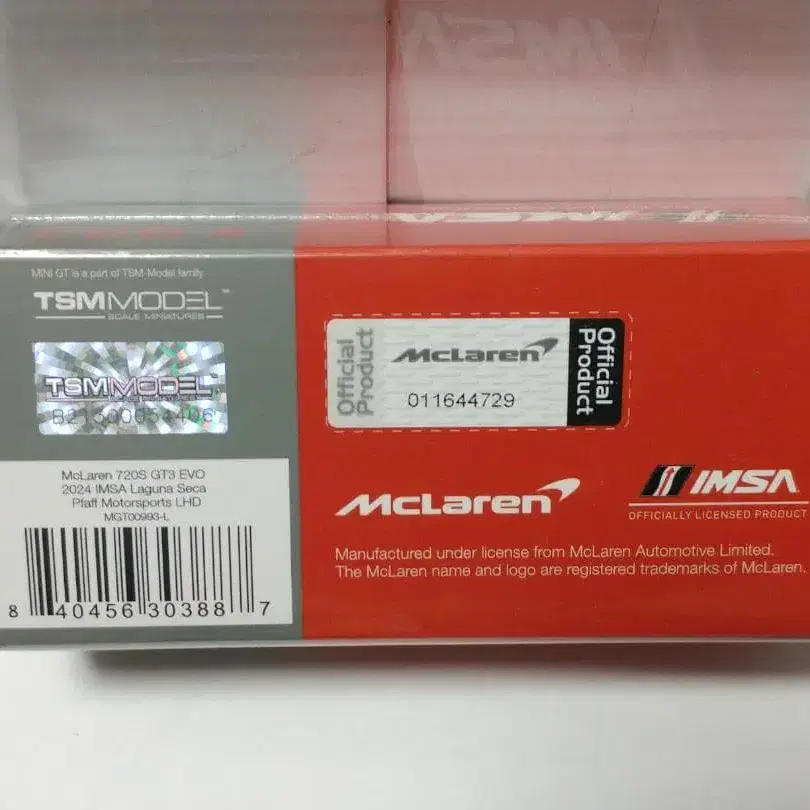 IMSA
MINI GT is a part of TSM-Model family.
TSMMODEL™
SCALE MINIATURES
TSMMODEL
McLaren 720S GT3 EVO
2024 IMSA Laguna Seca
Pfaff Motorsports LHD
MGT00993-L
8 40456 30388 7
Official Product
McLaren
011644729
Official Product
McLaren
IMSA
OFFICIALLY LICENSED PRODUCT
Manufactured under license from McLaren Automotive Limited.
The McLaren name and logo are registered trademarks of McLaren.